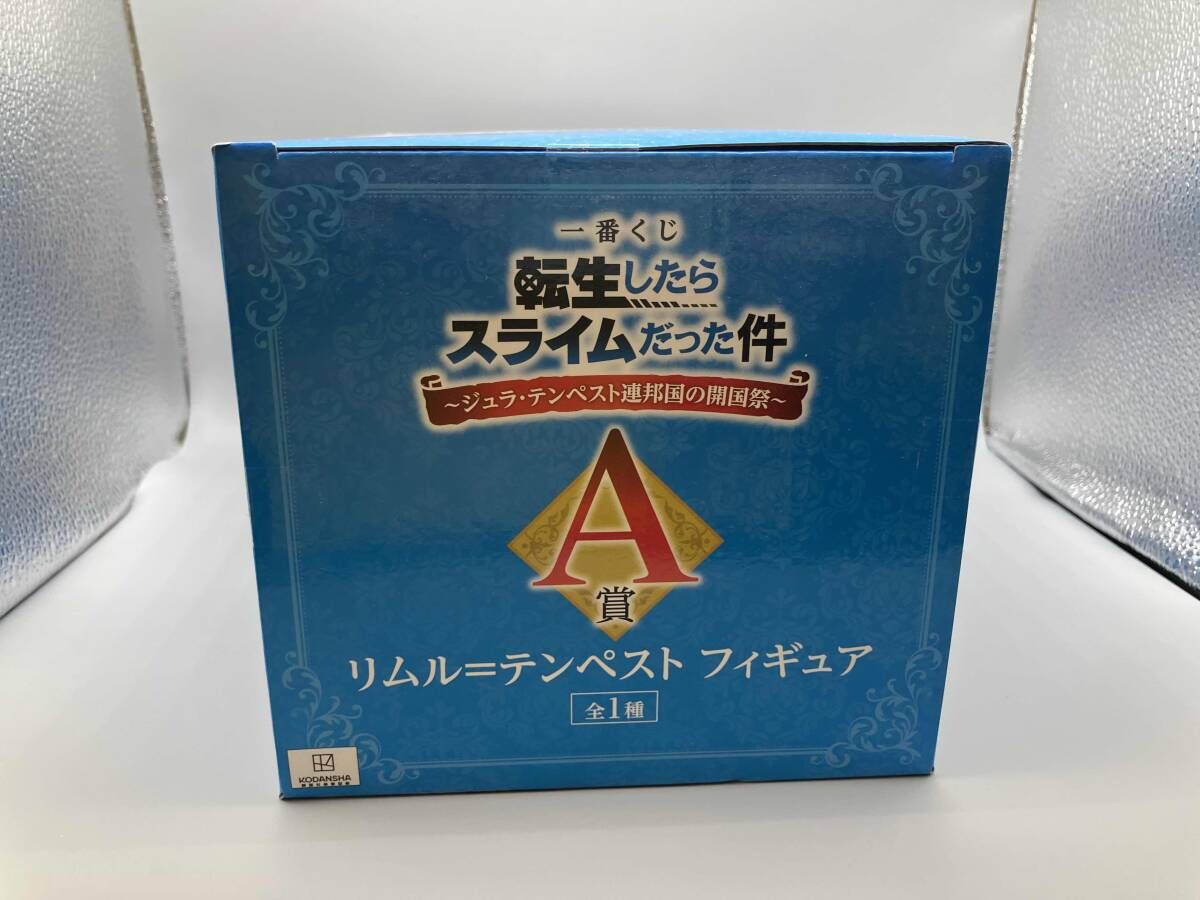 一番くじ
転生したら
スライムだった件
～ジュラ・テンペスト連邦国の開国祭～
A
賞
リムル＝テンペスト フィギュア
全1種
KODANSHA